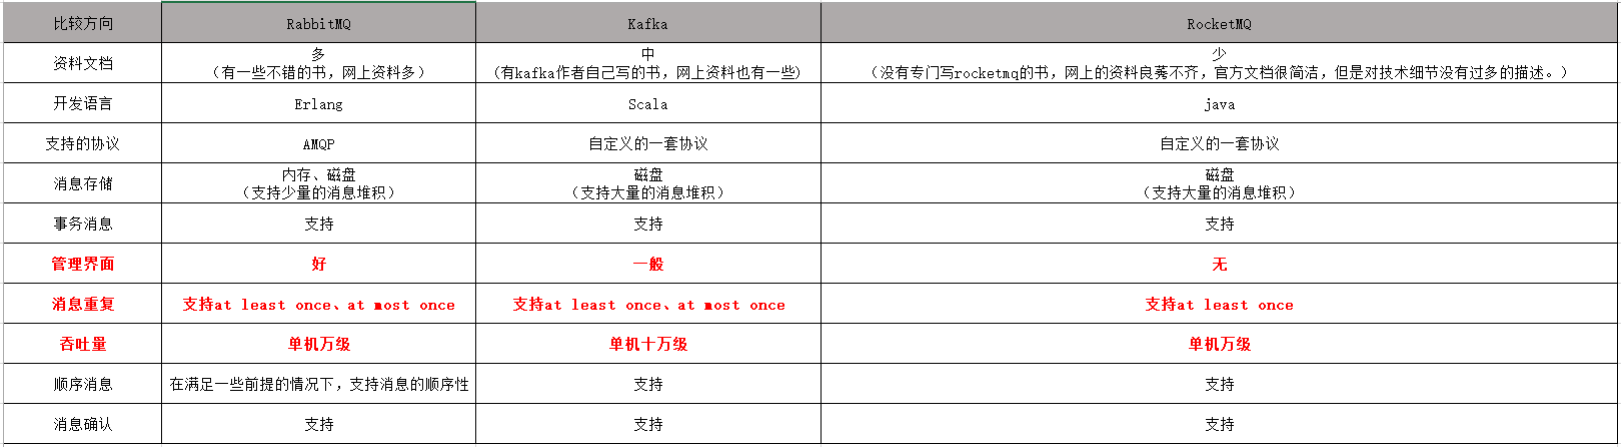 比较方向 RabbitMQ Kafka RocketMQ
资料文档 多 中 少
（有一些不错的书，网上资料多） (有kafka作者自己写的书，网上资料也有一些) （没有专门写rocketmq的书，网上的资料良莠不齐，官方文档很简洁，但是对技术细节没有过多的描述。）
开发语言 Erlang Scala java
支持的协议 AMQP 自定义的一套协议 自定义的一套协议
消息存储 内存、磁盘 磁盘 磁盘
（支持少量的消息堆积） （支持大量的消息堆积） （支持大量的消息堆积）
事务消息 支持 支持 支持
管理界面 好 一般 无
消息重复 支持at least once、at most once 支持at least once、at most once 支持at least once
吞吐量 单机万级 单机十万级 单机万级
顺序消息 在满足一些前提的情况下，支持消息的顺序性 支持 支持
消息确认 支持 支持 支持